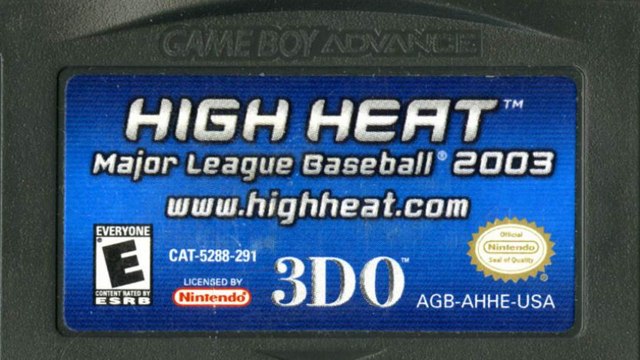 GAME BOY ADVANCE
HIGH HEAT™
Major League Baseball® 2003
www.highheat.com
EVERYONE
E
CONTENT RATED BY
ESRB
CAT-5288-291
LICENSED BY
Nintendo®
3DO™
Official
Nintendo®
Seal of Quality
AGB-AHHE-USA